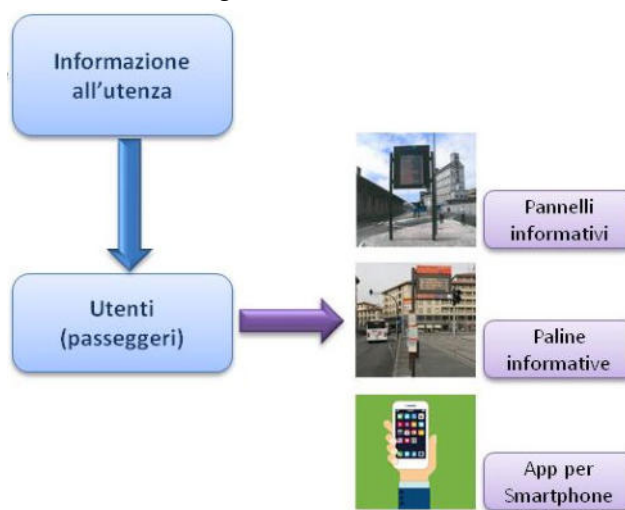 Informazione
all'utenza
Utenti
(passeggeri)
Pannelli
informativi
Paline
informative
App per
Smartphone